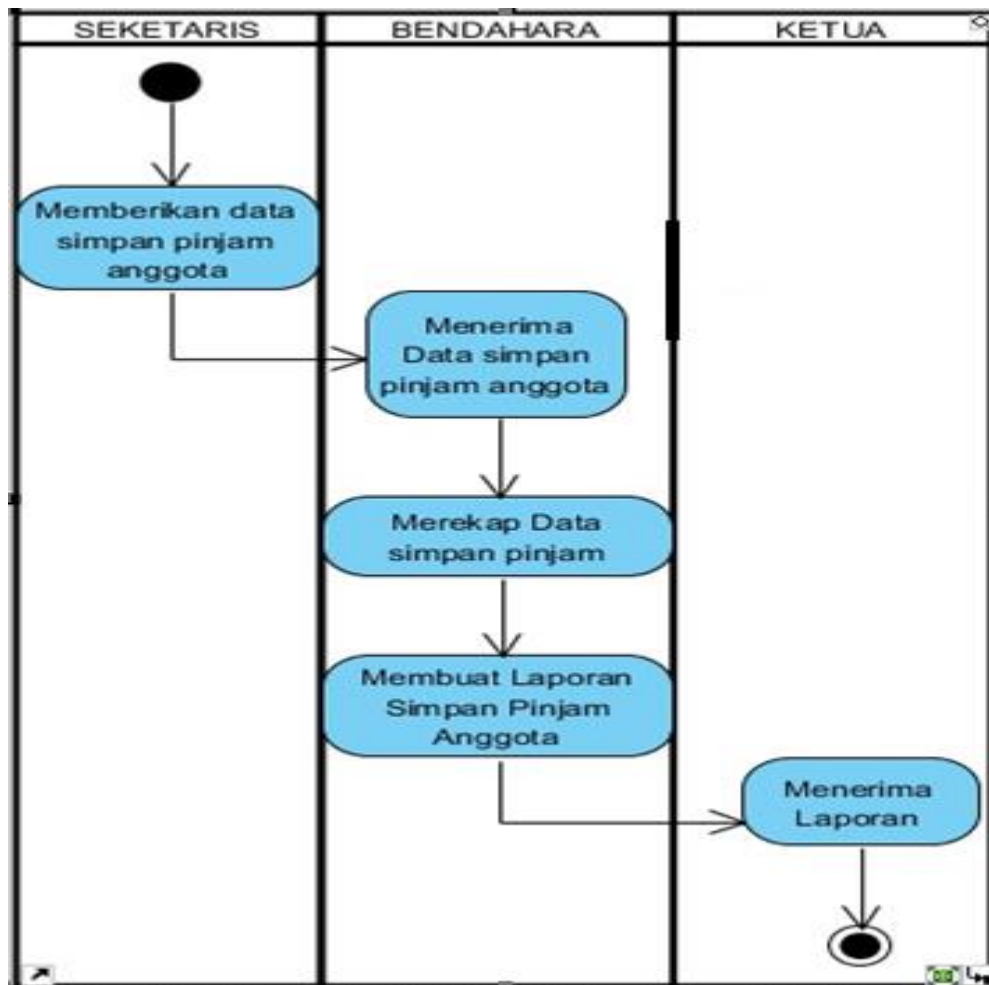 SEKETARIS
BENDAHARA
KETUA
Memberikan data
simpan pinjam
anggota
Menerima
Data simpan
pinjam anggota
Merekap Data
simpan pinjam
Membuat Laporan
Simpan Pinjam
Anggota
Menerima
Laporan